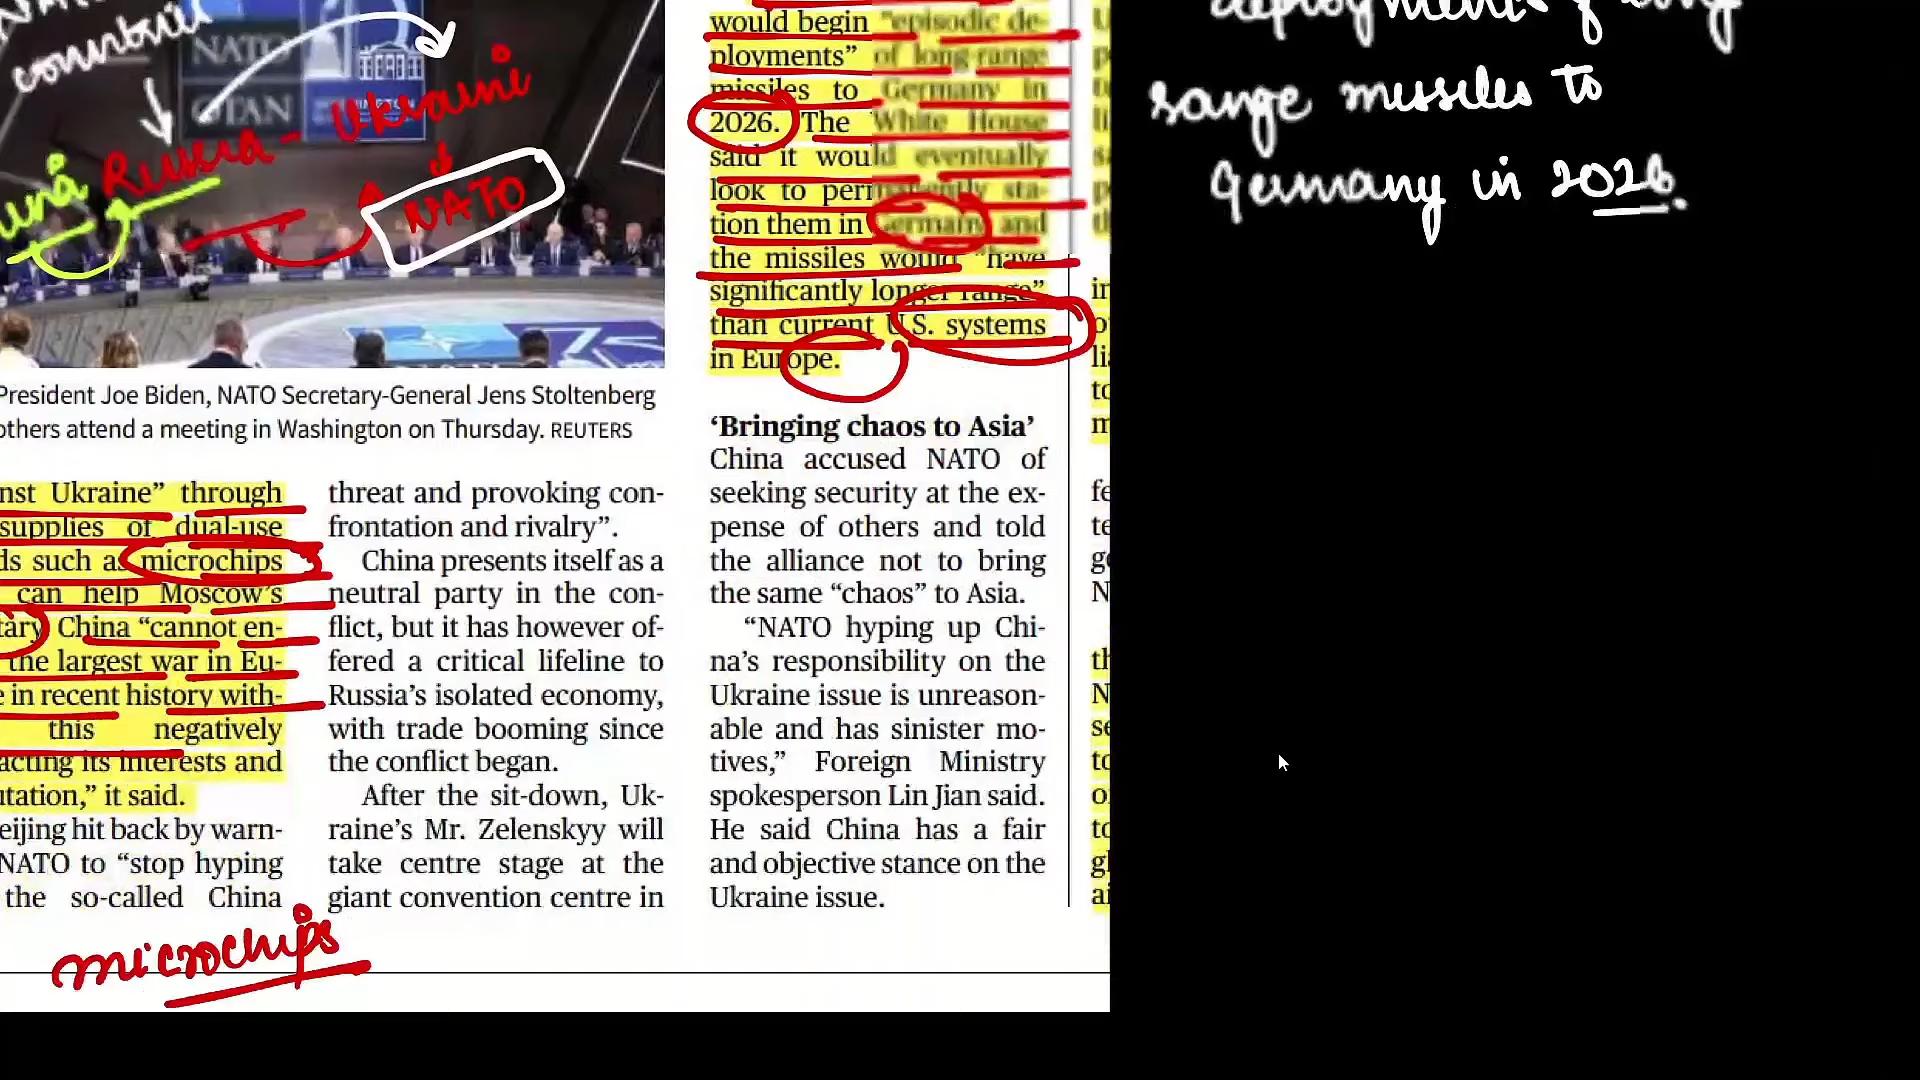 NATO
countries
NATO
OTAN
Russia - Ukraine
NATO
President Joe Biden, NATO Secretary-General Jens Stoltenberg
others attend a meeting in Washington on Thursday. REUTERS
nst Ukraine” through
supplies of dual-use
ds such as microchips
can help Moscow’s
tary China “cannot en-
the largest war in Eu-
e in recent history with-
this negatively
acting its interests and
utation,” it said.
eijing hit back by warn-
NATO to “stop hyping
the so-called China
microchips
threat and provoking con-
frontation and rivalry”.
China presents itself as a
neutral party in the con-
flict, but it has however of-
fered a critical lifeline to
Russia’s isolated economy,
with trade booming since
the conflict began.
After the sit-down, Uk-
raine’s Mr. Zelenskyy will
take centre stage at the
giant convention centre in
would begin “episodic de-
ployments” of long-range
missiles to Germany in
2026. The White House
said it would eventually
look to permanently sta-
tion them in Germany and
the missiles would “have
significantly longer range”
than current U.S. systems
in Europe.
‘Bringing chaos to Asia’
China accused NATO of
seeking security at the ex-
pense of others and told
the alliance not to bring
the same “chaos” to Asia.
“NATO hyping up Chi-
na’s responsibility on the
Ukraine issue is unreason-
able and has sinister mo-
tives,” Foreign Ministry
spokesperson Lin Jian said.
He said China has a fair
and objective stance on the
Ukraine issue.
deployments of long
range missiles to
Germany in 2026.